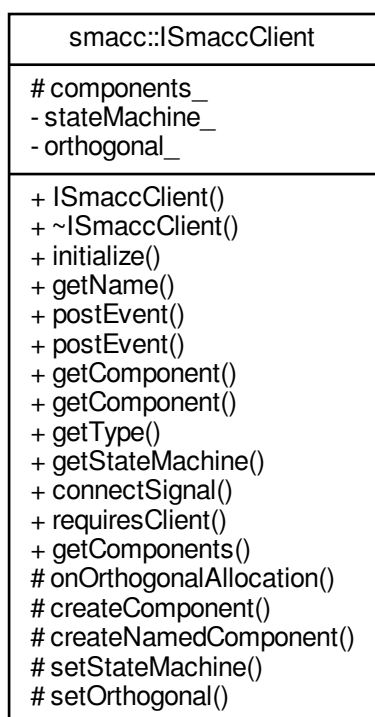 smacc::ISmaccClient
# components_
- stateMachine_
- orthogonal_
+ ISmaccClient()
+ ~ISmaccClient()
+ initialize()
+ getName()
+ postEvent()
+ postEvent()
+ getComponent()
+ getComponent()
+ getType()
+ getStateMachine()
+ connectSignal()
+ requiresClient()
+ getComponents()
# onOrthogonalAllocation()
# createComponent()
# createNamedComponent()
# setStateMachine()
# setOrthogonal()